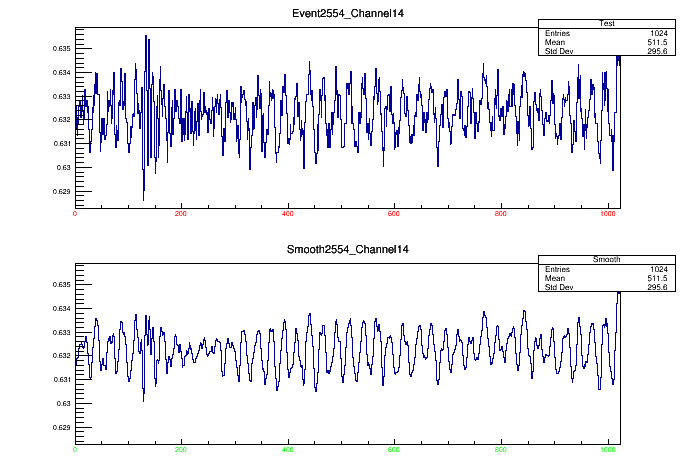 Event2554_Channel14
Test
Entries 1024
Mean 511.5
Std Dev 295.6
0.635
0.634
0.633
0.632
0.631
0.63
0.629
0 200 400 600 800 1000
Smooth2554_Channel14
Smooth
Entries 1024
Mean 511.5
Std Dev 295.6
0.635
0.634
0.633
0.632
0.631
0.63
0.629
0 200 400 600 800 1000